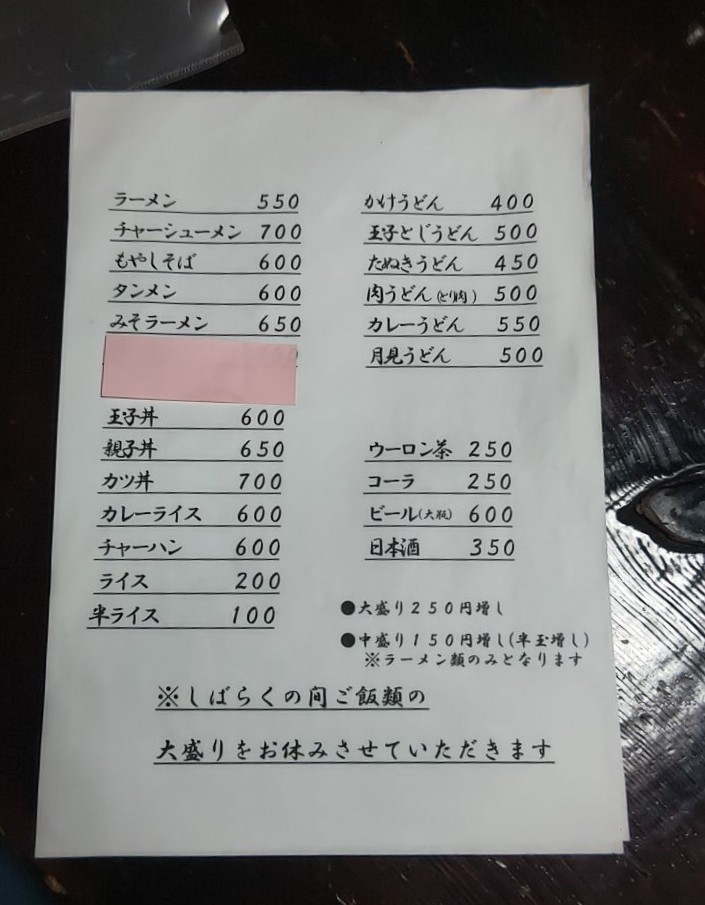 ラーメン 550
チャーシューメン 700
もやしそば 600
タンメン 600
みそラーメン 650
玉子丼 600
親子丼 650
カツ丼 700
カレーライス 600
チャーハン 600
ライス 200
半ライス 100
かけうどん 400
玉子とじうどん 500
たぬきうどん 450
肉うどん(とり肉) 500
カレーうどん 550
月見うどん 500
ウーロン茶 250
コーラ 250
ビール(大瓶) 600
日本酒 350
●大盛り250円増し
●中盛り150円増し(半玉増し)
※ラーメン類のみとなります
※しばらくの間ご飯類の
大盛りをお休みさせていただきます